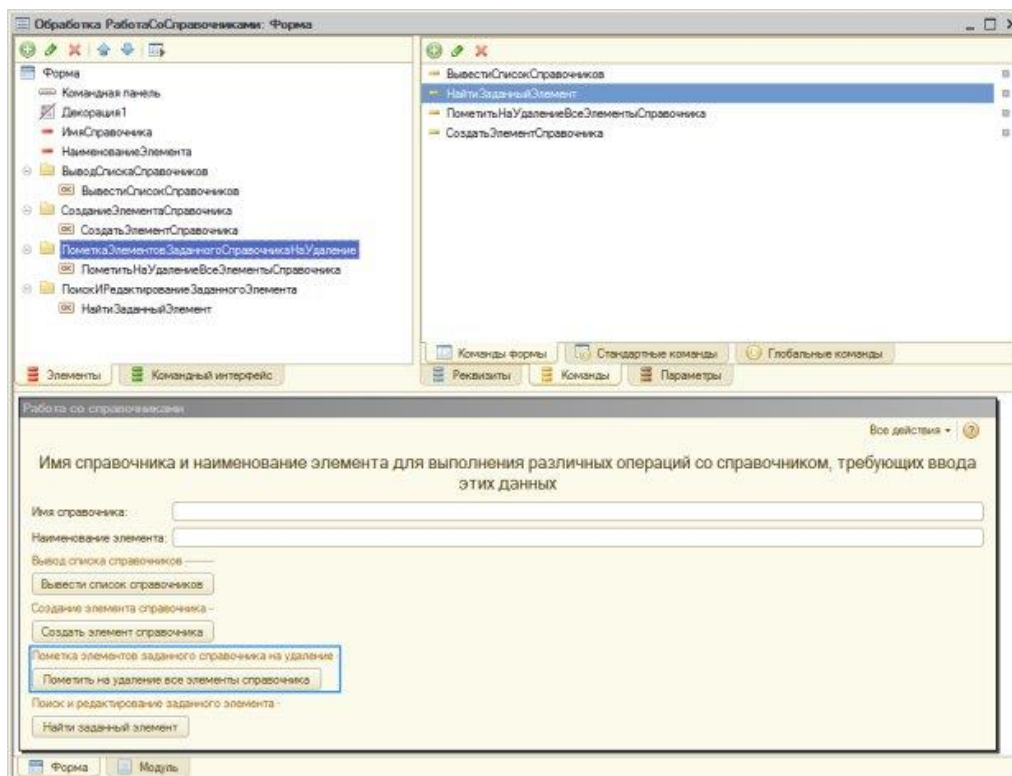 Обработка РаботаСоСправочниками: Форма
Форма
Командная панель
Декорация1
ИмяСправочника
НаименованиеЭлемента
ВыводСпискаСправочников
ВывестиСписокСправочников
СозданиеЭлементаСправочника
СоздатьЭлементСправочника
ПометкаЭлементовЗаданногоСправочникаНаУдаление
ПометитьНаУдалениеВсеЭлементыСправочника
ПоискИРедактированиеЗаданногоЭлемента
НайтиЗаданныйЭлемент
Элементы
Командный интерфейс
ВывестиСписокСправочников
НайтиЗаданныйЭлемент
ПометитьНаУдалениеВсеЭлементыСправочника
СоздатьЭлементСправочника
Команды формы
Стандартные команды
Глобальные команды
Реквизиты
Команды
Параметры
Работа со справочниками
Все действия
Имя справочника и наименование элемента для выполнения различных операций со справочником, требующих ввода
этих данных
Имя справочника:
Наименование элемента:
Вывод списка справочников
Вывести список справочников
Создание элемента справочника
Создать элемент справочника
Пометка элементов заданного справочника на удаление
Пометить на удаление все элементы справочника
Поиск и редактирование заданного элемента
Найти заданный элемент
Форма
Модуль